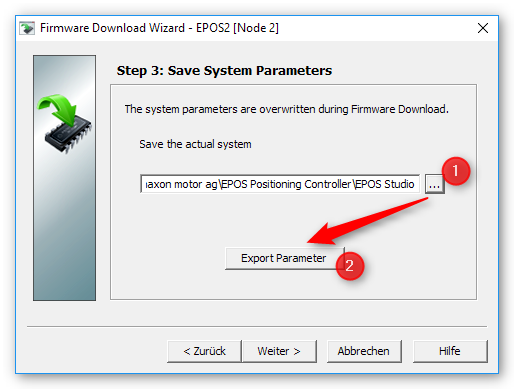 Firmware Download Wizard - EPOS2 [Node 2]
Step 3: Save System Parameters
The system parameters are overwritten during Firmware Download.
Save the actual system
axon motor ag\EPOS Positioning Controller\EPOS Studio
...
1
Export Parameter
2
< Zurück
Weiter >
Abbrechen
Hilfe